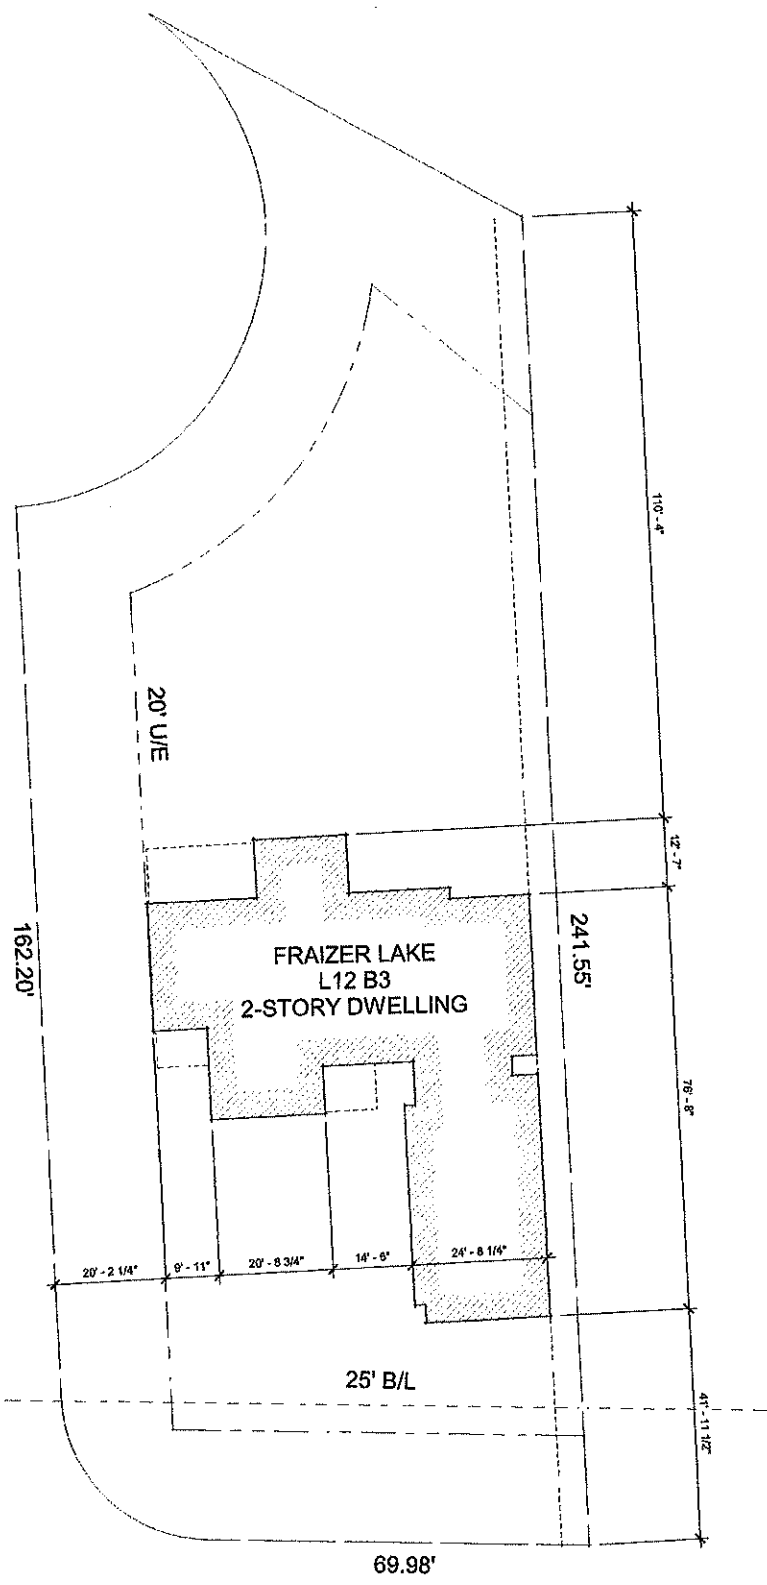 110' - 4"
20' U/E
12' - 7"
162.20'
FRAIZER LAKE
L12 B3
2-STORY DWELLING
241.55'
76' - 8"
20' - 2 1/4"
9' - 11"
20' - 8 3/4"
14' - 6"
24' - 8 1/4"
25' B/L
41' - 11 1/2"
69.98'